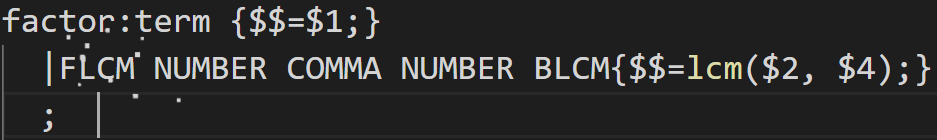 factor:term {$$=$1;}
|FLCM NUMBER COMMA NUMBER BLCM{$$=lcm($2, $4);}
;